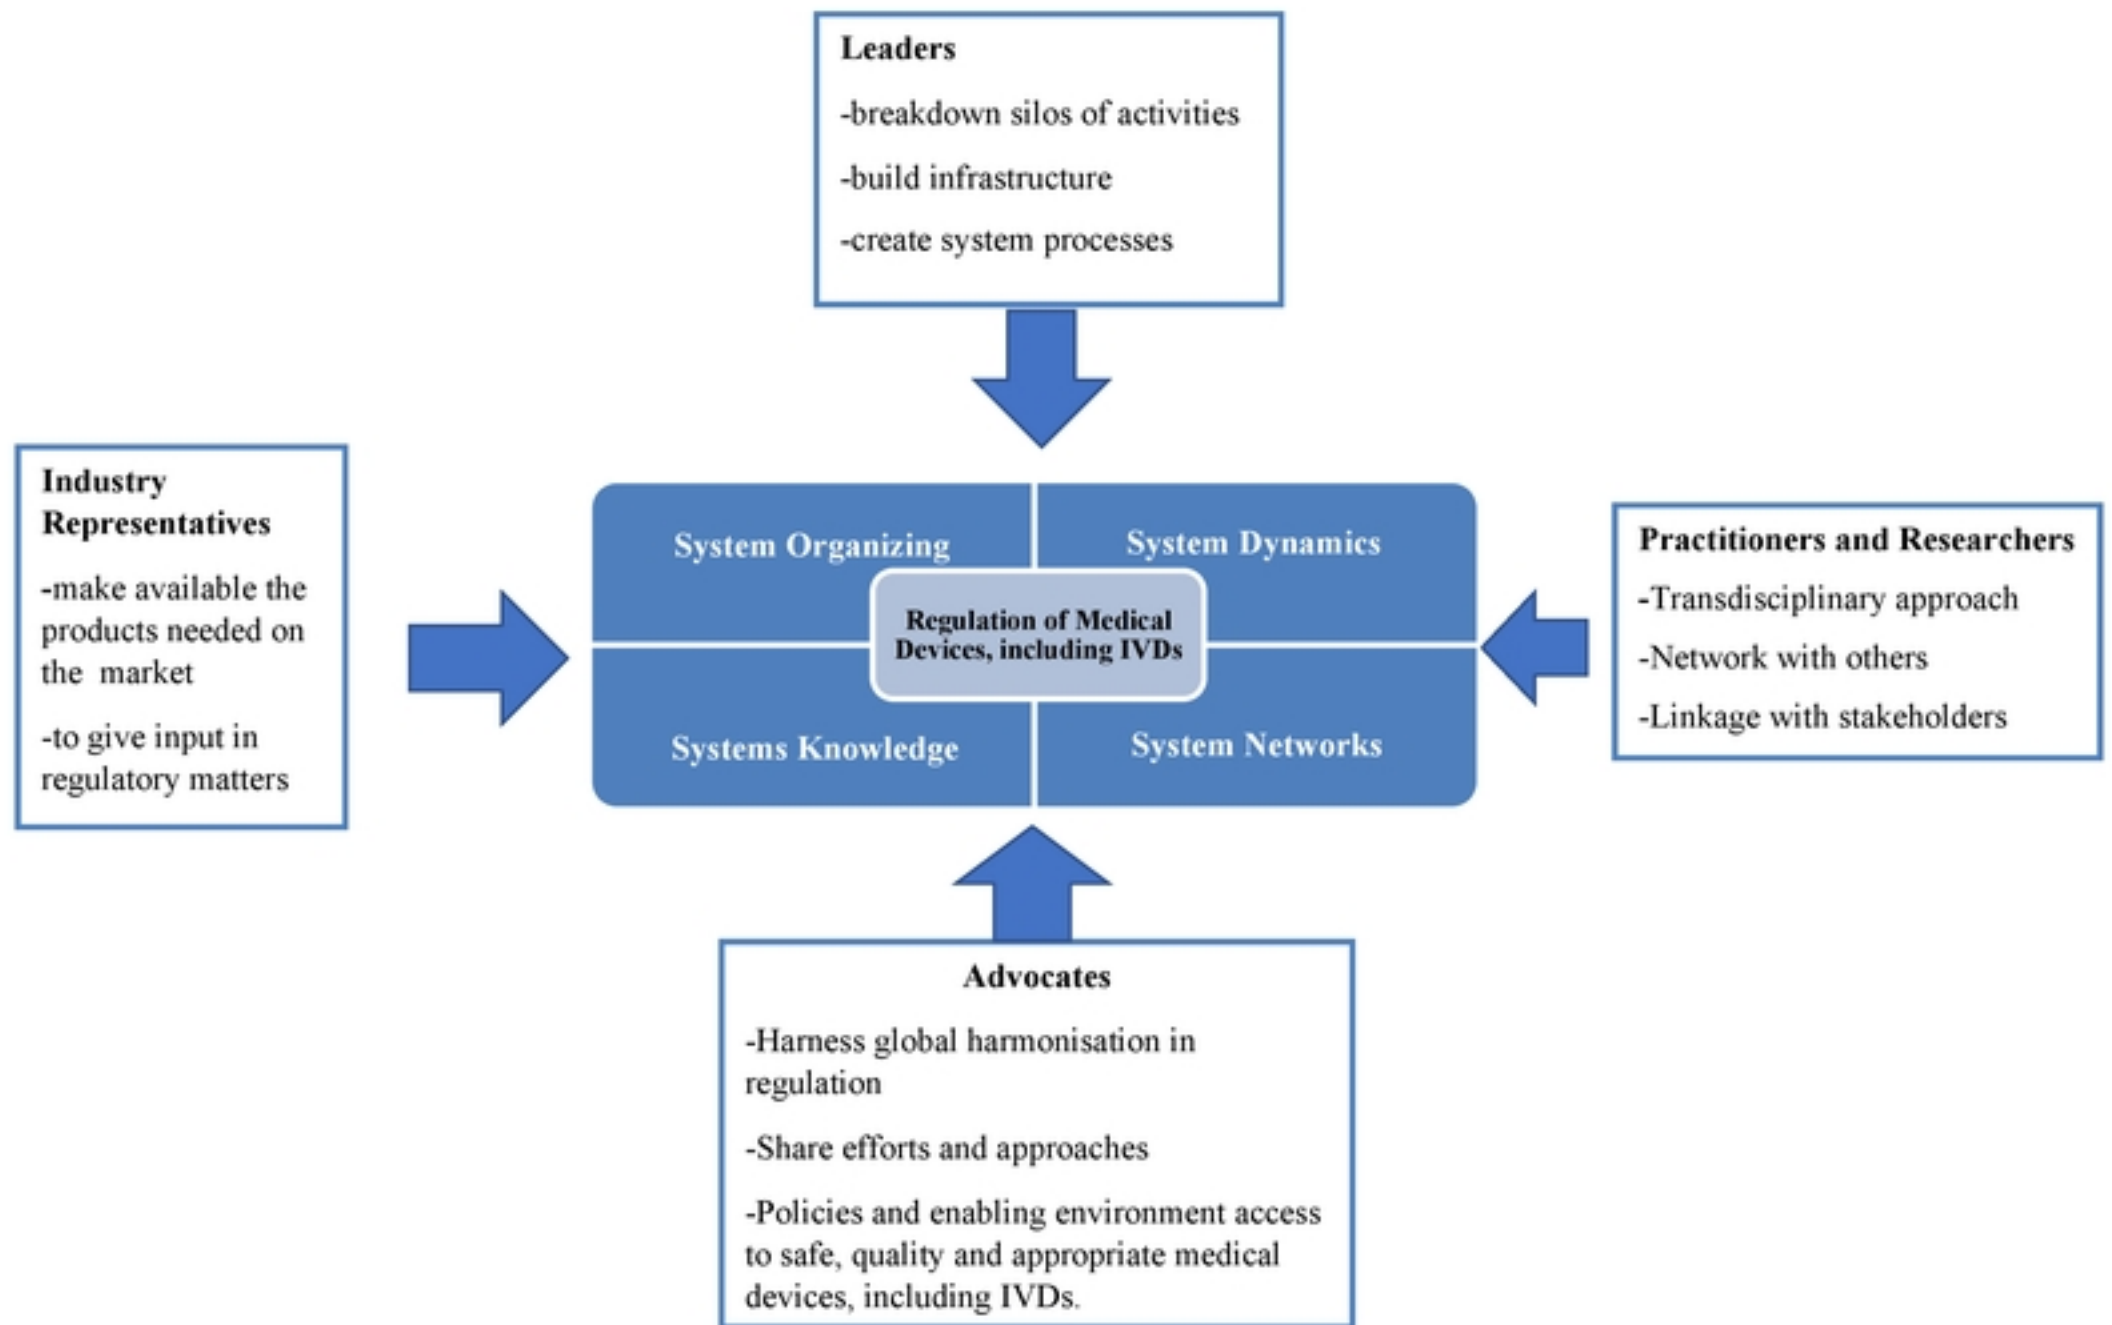 Leaders
-breakdown silos of activities
-build infrastructure
-create system processes
Industry
Representatives
-make available the
products needed on
the market
-to give input in
regulatory matters
System Organizing
System Dynamics
Regulation of Medical
Devices, including IVDs
Systems Knowledge
System Networks
Practitioners and Researchers
-Transdisciplinary approach
-Network with others
-Linkage with stakeholders
Advocates
-Harness global harmonisation in
regulation
-Share efforts and approaches
-Policies and enabling environment access
to safe, quality and appropriate medical
devices, including IVDs.